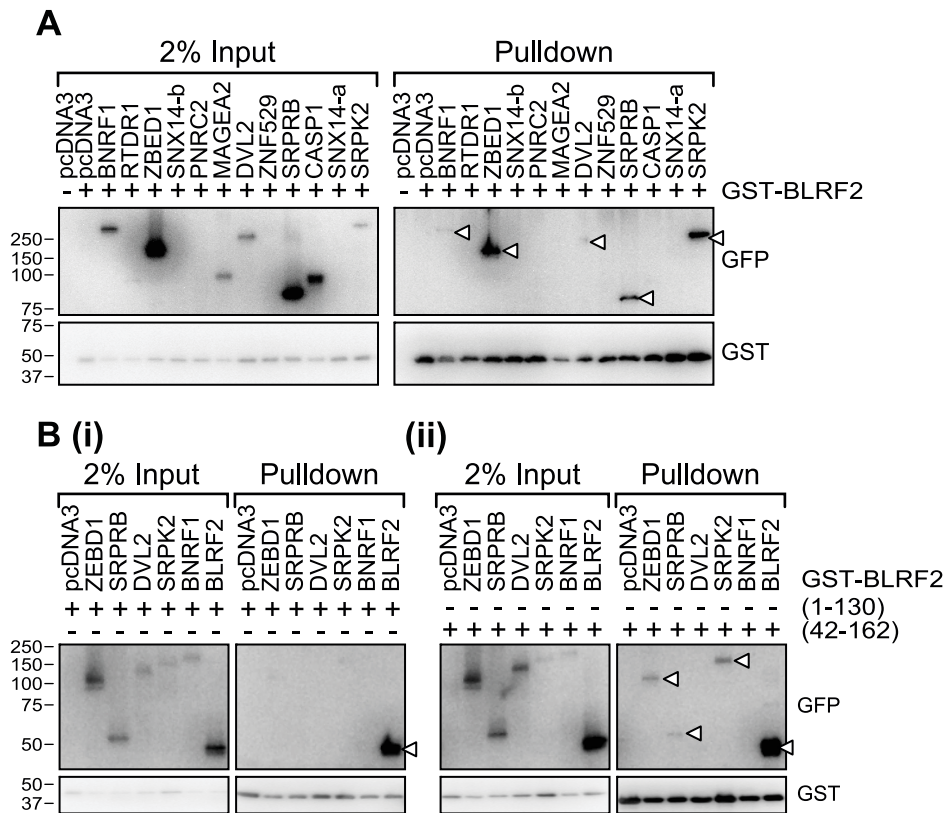 A
2% Input
Pulldown
pcDNA3 pcDNA3 BNRF1 RTDR1 ZBED1 SNX14-b PNRC2 MAGEA2 DVL2 ZNF529 SRPRB CASP1 SNX14-a SRPK2
pcDNA3 pcDNA3 BNRF1 RTDR1 ZBED1 SNX14-b PNRC2 MAGEA2 DVL2 ZNF529 SRPRB CASP1 SNX14-a SRPK2
- + + + + + + + + + + + + +
- + + + + + + + + + + + + +
GST-BLRF2
250
150
100
75
GFP
75
50
37
GST
B (i)
2% Input
Pulldown
pcDNA3 ZEBD1 SRPRB DVL2 SRPK2 BNRF1 BLRF2
pcDNA3 ZEBD1 SRPRB DVL2 SRPK2 BNRF1 BLRF2
+ + + + + + +
+ + + + + + +
- - - - - - -
- - - - - - -
250
150
100
75
50
50
37
(ii)
2% Input
Pulldown
pcDNA3 ZEBD1 SRPRB DVL2 SRPK2 BNRF1 BLRF2
pcDNA3 ZEBD1 SRPRB DVL2 SRPK2 BNRF1 BLRF2
GST-BLRF2
- - - - - - -
- - - - - - -
(1-130)
+ + + + + + +
+ + + + + + +
(42-162)
GFP
GST